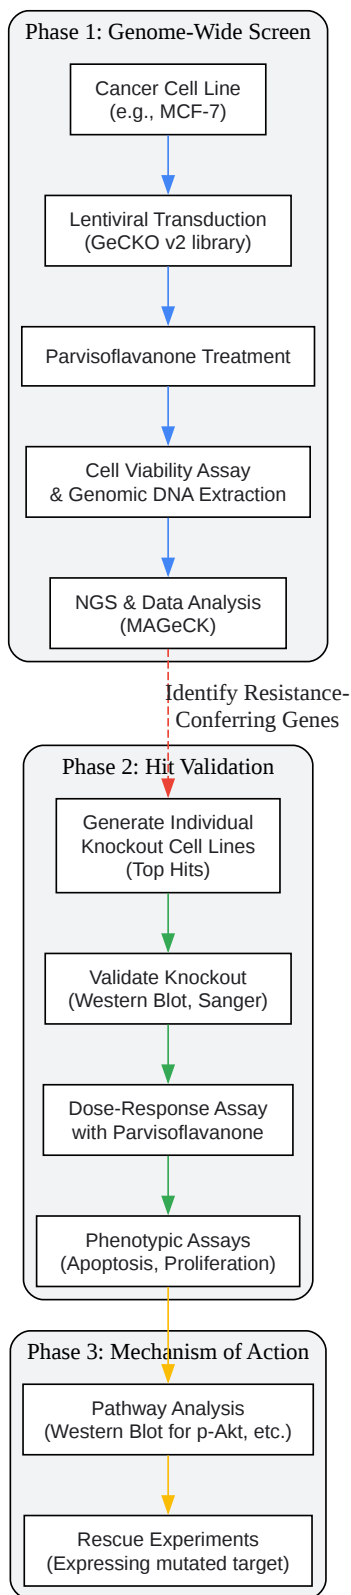 Phase 1: Genome-Wide Screen
Cancer Cell Line
(e.g., MCF-7)
Lentiviral Transduction
(GeCKO v2 library)
Parvisoflavanone Treatment
Cell Viability Assay
& Genomic DNA Extraction
NGS & Data Analysis
(MAGeCK)
Identify Resistance-
Conferring Genes
Phase 2: Hit Validation
Generate Individual
Knockout Cell Lines
(Top Hits)
Validate Knockout
(Western Blot, Sanger)
Dose-Response Assay
with Parvisoflavanone
Phenotypic Assays
(Apoptosis, Proliferation)
Phase 3: Mechanism of Action
Pathway Analysis
(Western Blot for p-Akt, etc.)
Rescue Experiments
(Expressing mutated target)